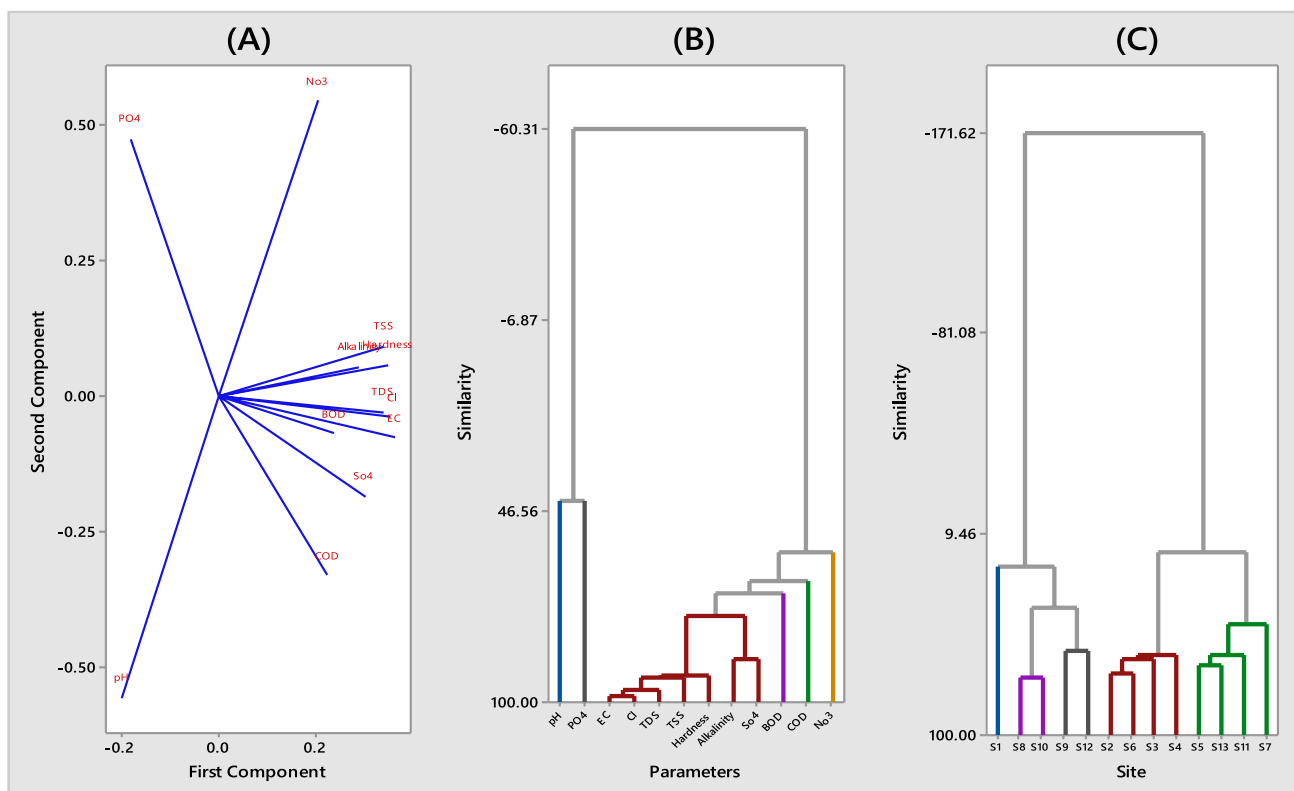 (A)
(B)
(C)
Second Component
0.50
0.25
0.00
-0.25
-0.50
No3
PO4
TSS
Alkalinity
Hardness
TDS
Cl
BOD
EC
So4
COD
pH
-0.2
0.0
0.2
First Component
Similarity
-60.31
-6.87
46.56
100.00
pH
PO4
EC
Cl
TDS
TSS
Hardness
Alkalinity
So4
BOD
COD
No3
Parameters
Similarity
-171.62
-81.08
9.46
100.00
S1 S8 S10 S9 S12 S2 S6 S3 S4 S5 S13 S11 S7
Site